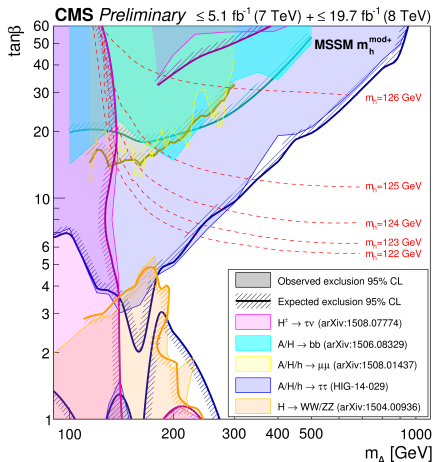 CMS Preliminary ≤ 5.1 fb⁻¹ (7 TeV) + ≤ 19.7 fb⁻¹ (8 TeV)
tanβ
60
50
40
30
20
10
6
5
4
3
2
1
MSSM m_h^mod+
m_h=126 GeV
m_h=125 GeV
m_h=124 GeV
m_h=123 GeV
m_h=122 GeV
Observed exclusion 95% CL
Expected exclusion 95% CL
H± → τν (arXiv:1508.07774)
A/H → bb (arXiv:1506.08329)
A/H/h → μμ (arXiv:1508.01437)
A/H/h → ττ (HIG-14-029)
H → WW/ZZ (arXiv:1504.00936)
100 200 300 400 500 1000
m_A [GeV]